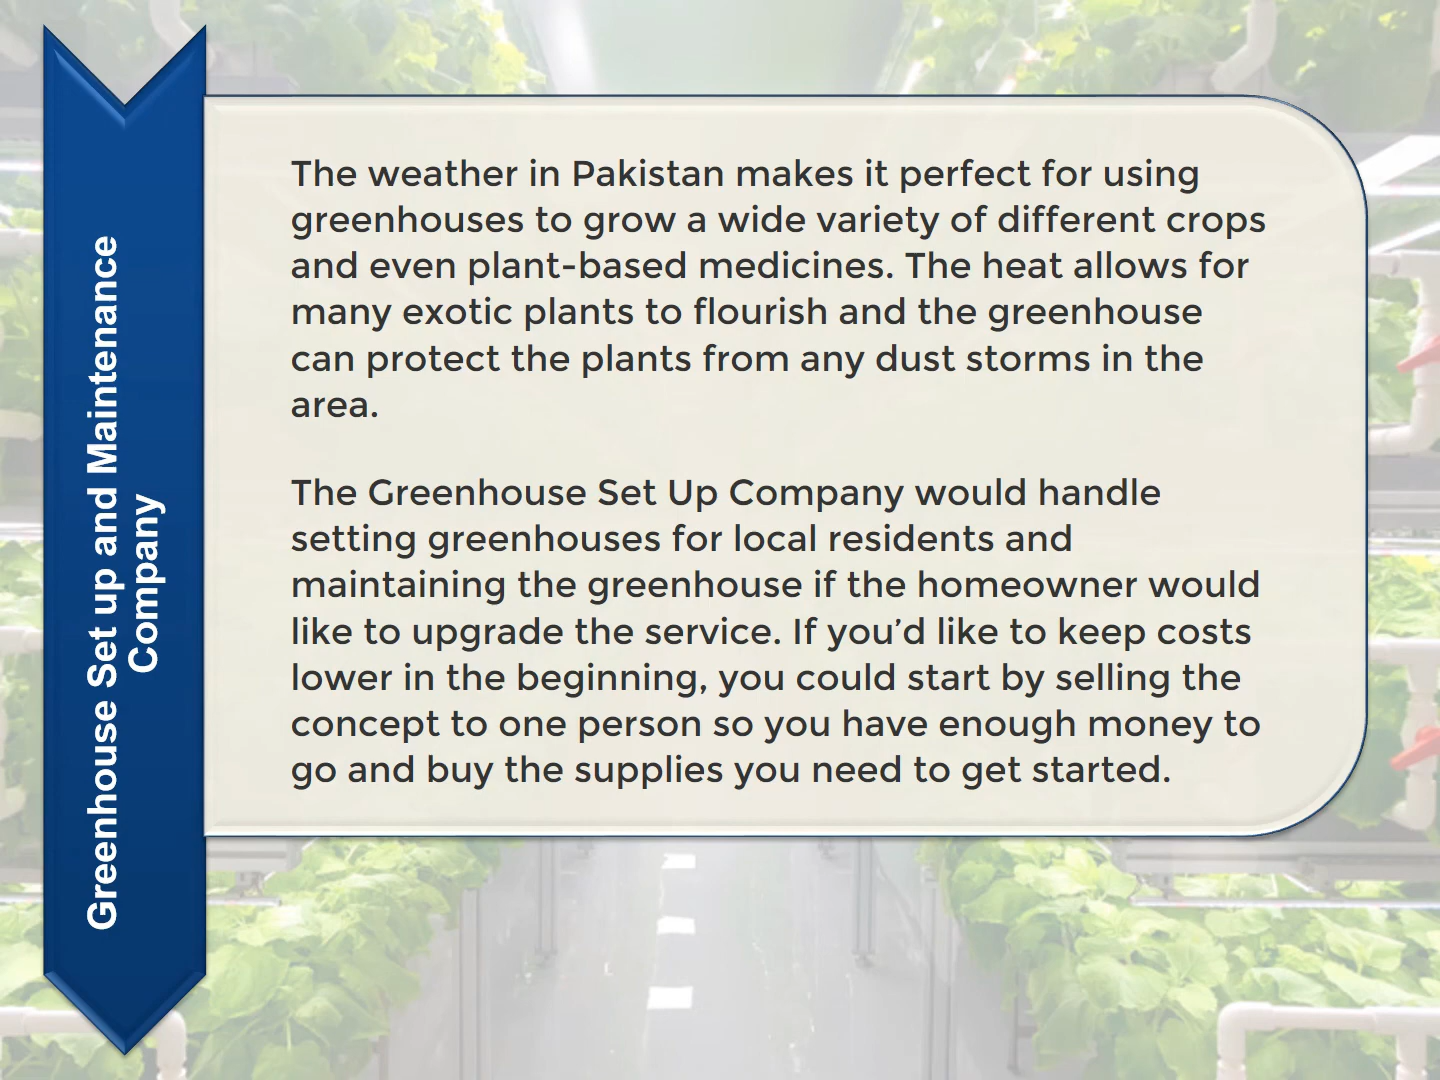 Greenhouse Set up and Maintenance
Company
The weather in Pakistan makes it perfect for using
greenhouses to grow a wide variety of different crops
and even plant-based medicines. The heat allows for
many exotic plants to flourish and the greenhouse
can protect the plants from any dust storms in the
area.
The Greenhouse Set Up Company would handle
setting greenhouses for local residents and
maintaining the greenhouse if the homeowner would
like to upgrade the service. If you’d like to keep costs
lower in the beginning, you could start by selling the
concept to one person so you have enough money to
go and buy the supplies you need to get started.